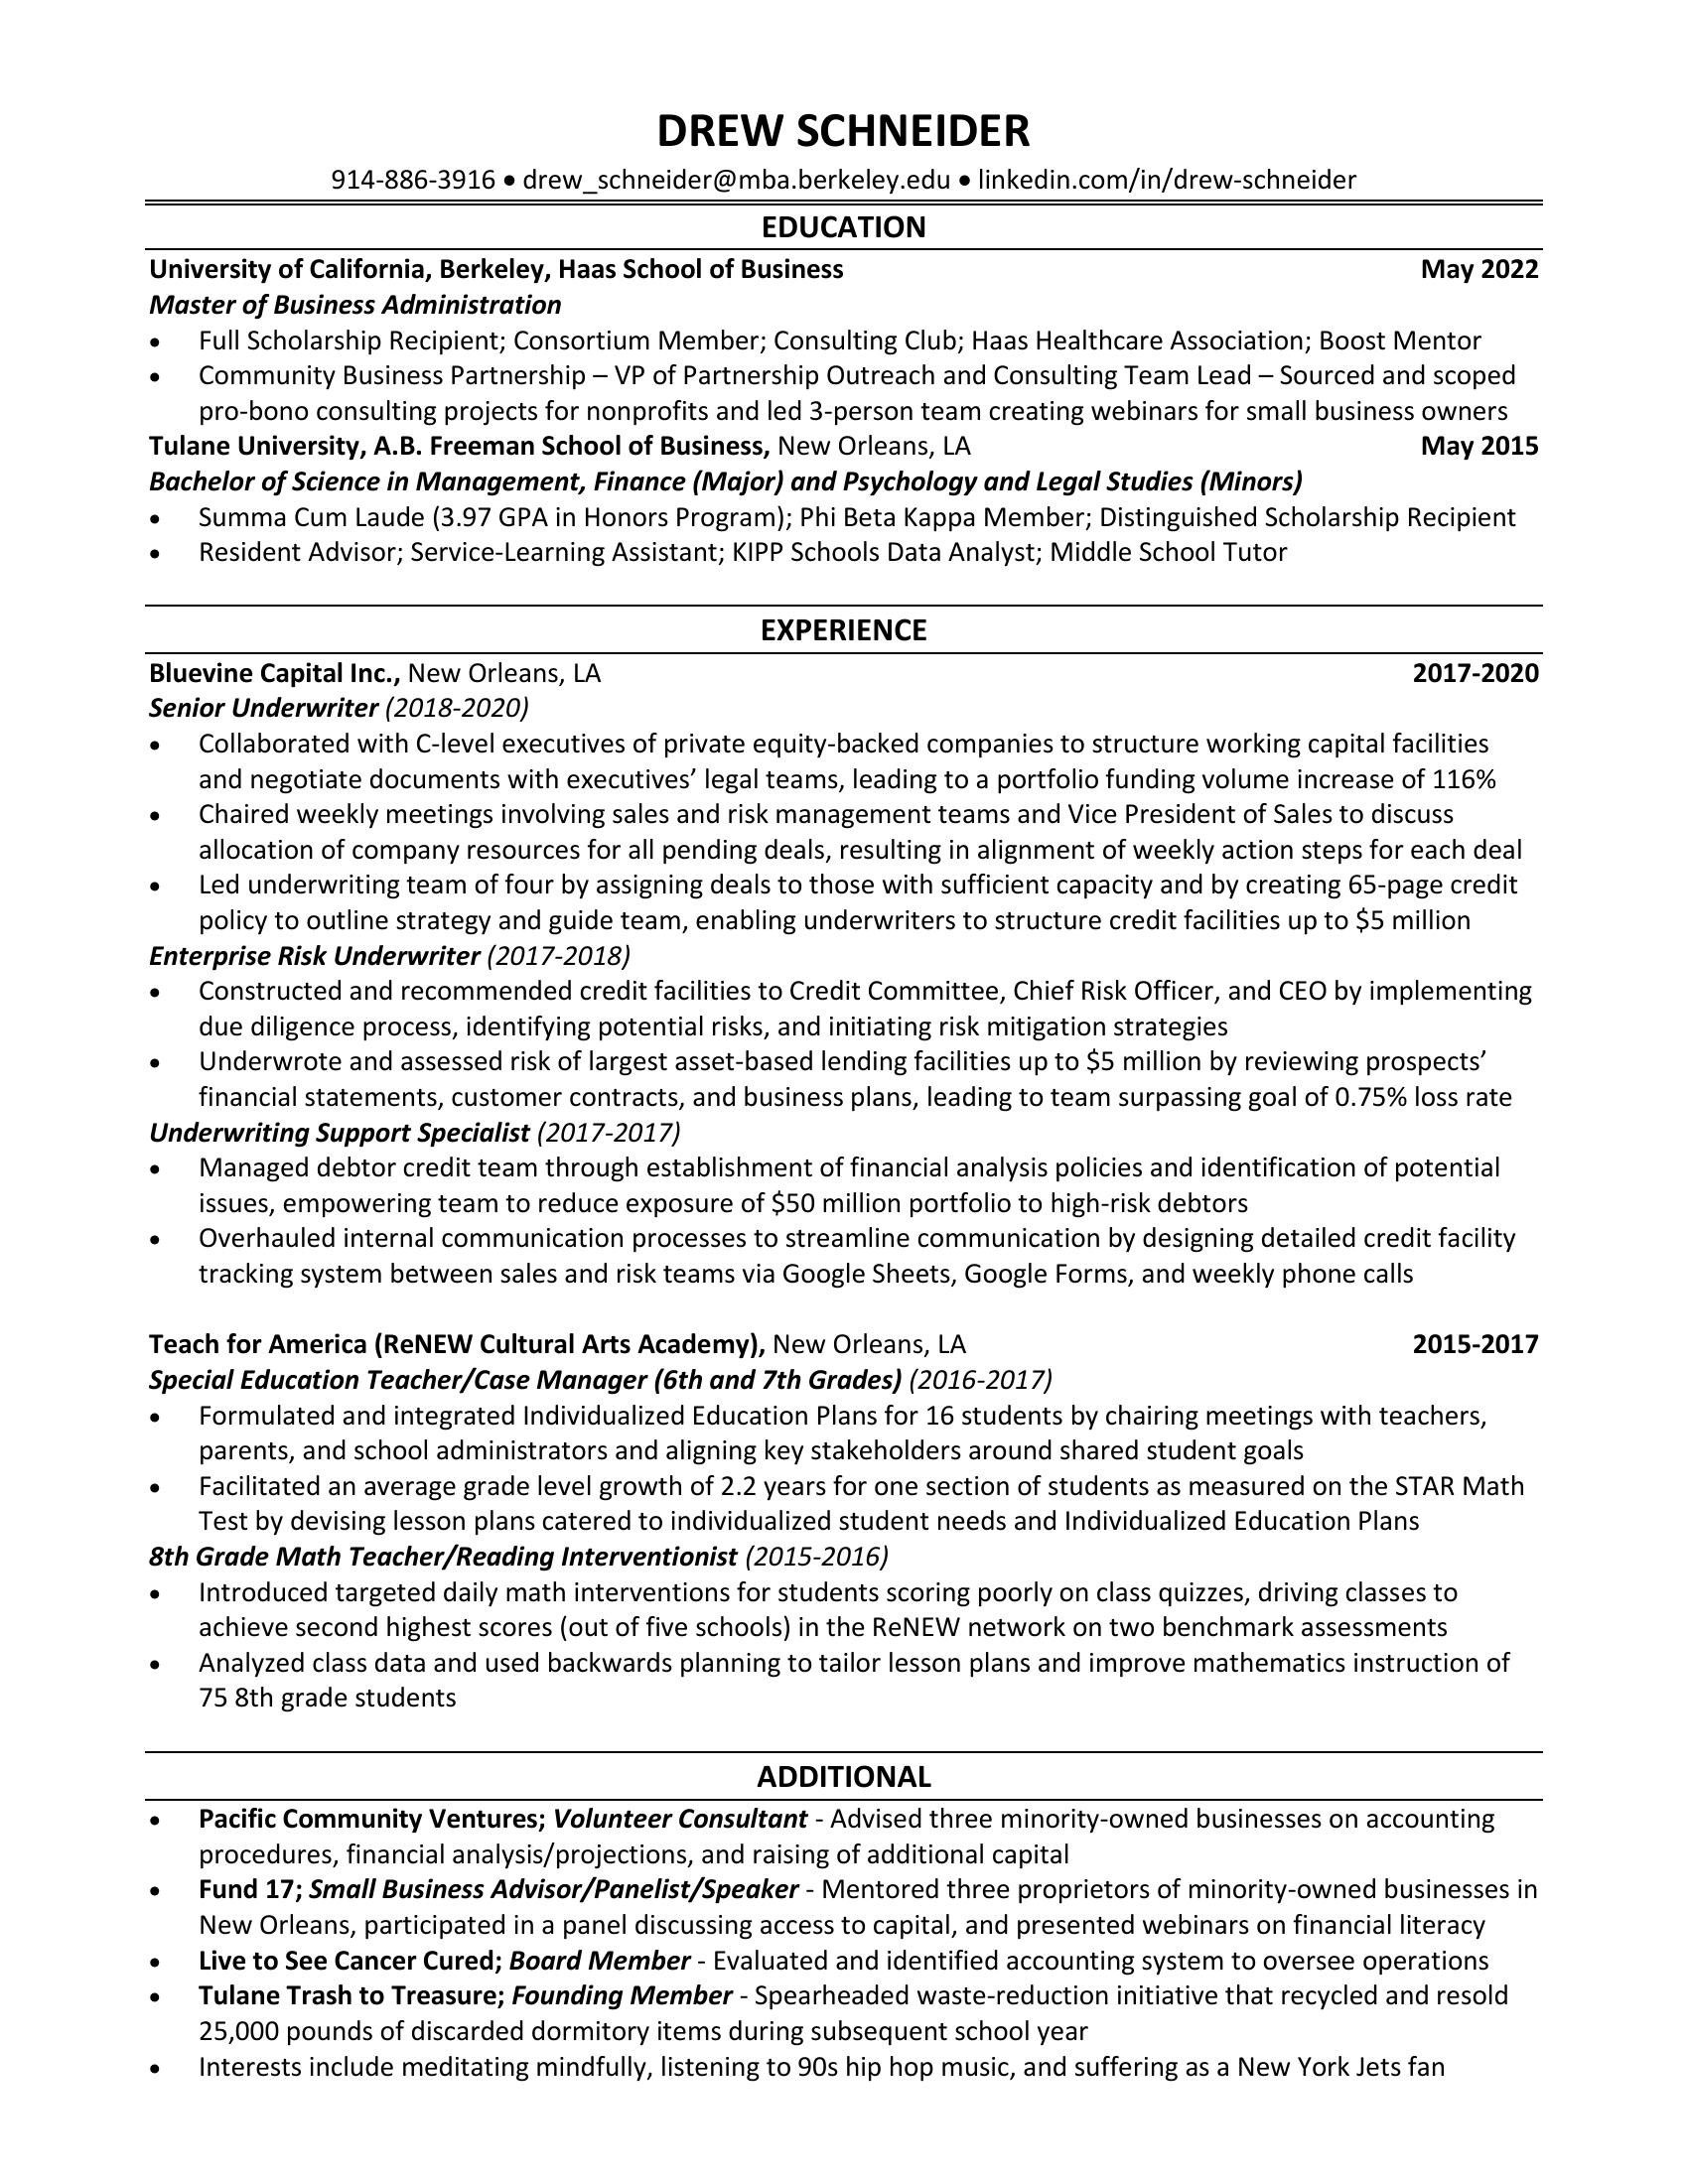 DREW SCHNEIDER
914-886-3916 • drew_schneider@mba.berkeley.edu • linkedin.com/in/drew-schneider
EDUCATION
University of California, Berkeley, Haas School of Business May 2022
Master of Business Administration
• Full Scholarship Recipient; Consortium Member; Consulting Club; Haas Healthcare Association; Boost Mentor
• Community Business Partnership – VP of Partnership Outreach and Consulting Team Lead – Sourced and scoped
pro-bono consulting projects for nonprofits and led 3-person team creating webinars for small business owners
Tulane University, A.B. Freeman School of Business, New Orleans, LA May 2015
Bachelor of Science in Management, Finance (Major) and Psychology and Legal Studies (Minors)
• Summa Cum Laude (3.97 GPA in Honors Program); Phi Beta Kappa Member; Distinguished Scholarship Recipient
• Resident Advisor; Service-Learning Assistant; KIPP Schools Data Analyst; Middle School Tutor
EXPERIENCE
Bluevine Capital Inc., New Orleans, LA 2017-2020
Senior Underwriter (2018-2020)
• Collaborated with C-level executives of private equity-backed companies to structure working capital facilities
and negotiate documents with executives’ legal teams, leading to a portfolio funding volume increase of 116%
• Chaired weekly meetings involving sales and risk management teams and Vice President of Sales to discuss
allocation of company resources for all pending deals, resulting in alignment of weekly action steps for each deal
• Led underwriting team of four by assigning deals to those with sufficient capacity and by creating 65-page credit
policy to outline strategy and guide team, enabling underwriters to structure credit facilities up to $5 million
Enterprise Risk Underwriter (2017-2018)
• Constructed and recommended credit facilities to Credit Committee, Chief Risk Officer, and CEO by implementing
due diligence process, identifying potential risks, and initiating risk mitigation strategies
• Underwrote and assessed risk of largest asset-based lending facilities up to $5 million by reviewing prospects’
financial statements, customer contracts, and business plans, leading to team surpassing goal of 0.75% loss rate
Underwriting Support Specialist (2017-2017)
• Managed debtor credit team through establishment of financial analysis policies and identification of potential
issues, empowering team to reduce exposure of $50 million portfolio to high-risk debtors
• Overhauled internal communication processes to streamline communication by designing detailed credit facility
tracking system between sales and risk teams via Google Sheets, Google Forms, and weekly phone calls
Teach for America (ReNEW Cultural Arts Academy), New Orleans, LA 2015-2017
Special Education Teacher/Case Manager (6th and 7th Grades) (2016-2017)
• Formulated and integrated Individualized Education Plans for 16 students by chairing meetings with teachers,
parents, and school administrators and aligning key stakeholders around shared student goals
• Facilitated an average grade level growth of 2.2 years for one section of students as measured on the STAR Math
Test by devising lesson plans catered to individualized student needs and Individualized Education Plans
8th Grade Math Teacher/Reading Interventionist (2015-2016)
• Introduced targeted daily math interventions for students scoring poorly on class quizzes, driving classes to
achieve second highest scores (out of five schools) in the ReNEW network on two benchmark assessments
• Analyzed class data and used backwards planning to tailor lesson plans and improve mathematics instruction of
75 8th grade students
ADDITIONAL
• Pacific Community Ventures; Volunteer Consultant - Advised three minority-owned businesses on accounting
procedures, financial analysis/projections, and raising of additional capital
• Fund 17; Small Business Advisor/Panelist/Speaker - Mentored three proprietors of minority-owned businesses in
New Orleans, participated in a panel discussing access to capital, and presented webinars on financial literacy
• Live to See Cancer Cured; Board Member - Evaluated and identified accounting system to oversee operations
• Tulane Trash to Treasure; Founding Member - Spearheaded waste-reduction initiative that recycled and resold
25,000 pounds of discarded dormitory items during subsequent school year
• Interests include meditating mindfully, listening to 90s hip hop music, and suffering as a New York Jets fan